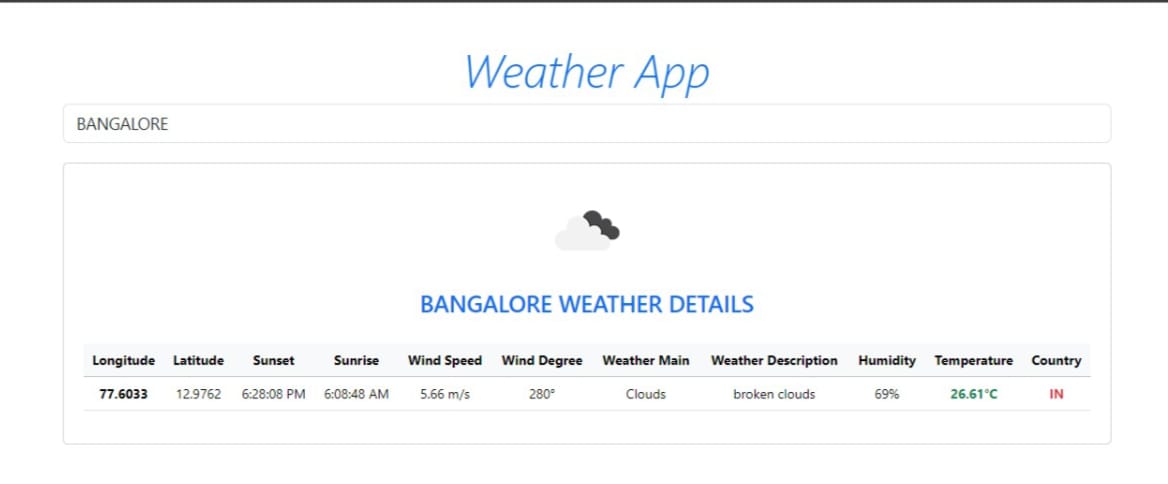 Weather App
BANGALORE
BANGALORE WEATHER DETAILS
Longitude Latitude Sunset Sunrise Wind Speed Wind Degree Weather Main Weather Description Humidity Temperature Country
77.6033 12.9762 6:28:08 PM 6:08:48 AM 5.66 m/s 280° Clouds broken clouds 69% 26.61°C IN